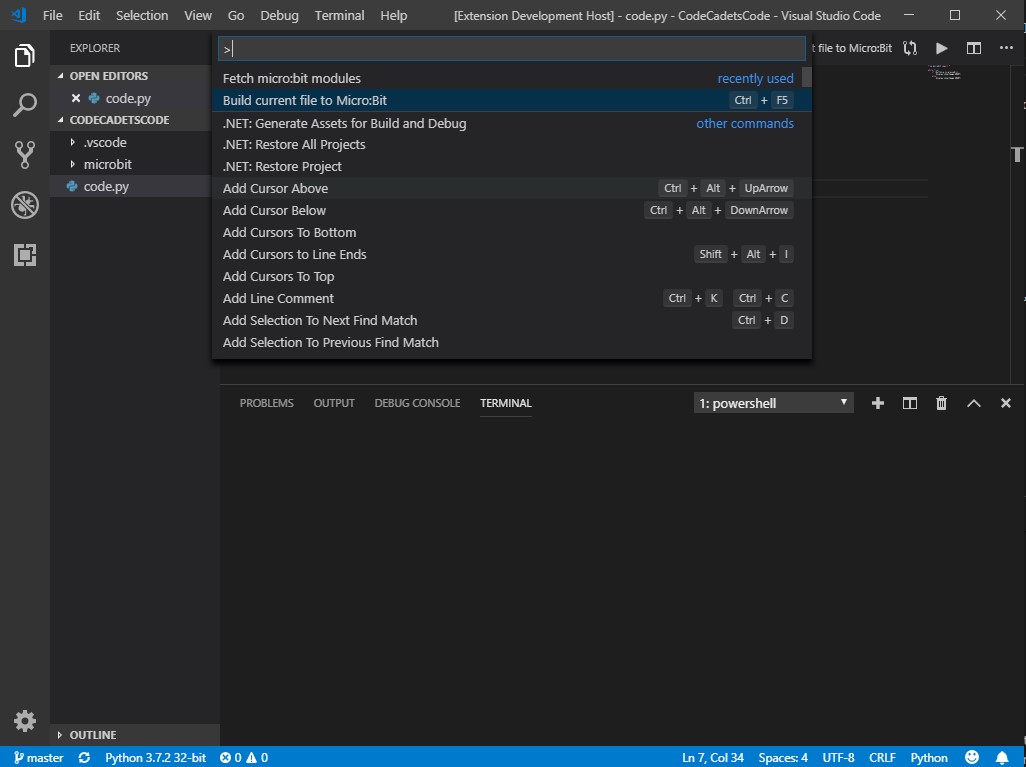 File Edit Selection View Go Debug Terminal Help [Extension Development Host] - code.py - CodeCadetsCode - Visual Studio Code
EXPLORER
>
t file to Micro:Bit
OPEN EDITORS
code.py
CODECADETSCODE
.vscode
microbit
code.py
Fetch micro:bit modules recently used
Build current file to Micro:Bit Ctrl + F5
.NET: Generate Assets for Build and Debug other commands
.NET: Restore All Projects
.NET: Restore Project
Add Cursor Above Ctrl + Alt + UpArrow
Add Cursor Below Ctrl + Alt + DownArrow
Add Cursors To Bottom
Add Cursors to Line Ends Shift + Alt + I
Add Cursors To Top
Add Line Comment Ctrl + K Ctrl + C
Add Selection To Next Find Match Ctrl + D
Add Selection To Previous Find Match
PROBLEMS OUTPUT DEBUG CONSOLE TERMINAL 1: powershell
OUTLINE
master Python 3.7.2 32-bit 0 0 Ln 7, Col 34 Spaces: 4 UTF-8 CRLF Python